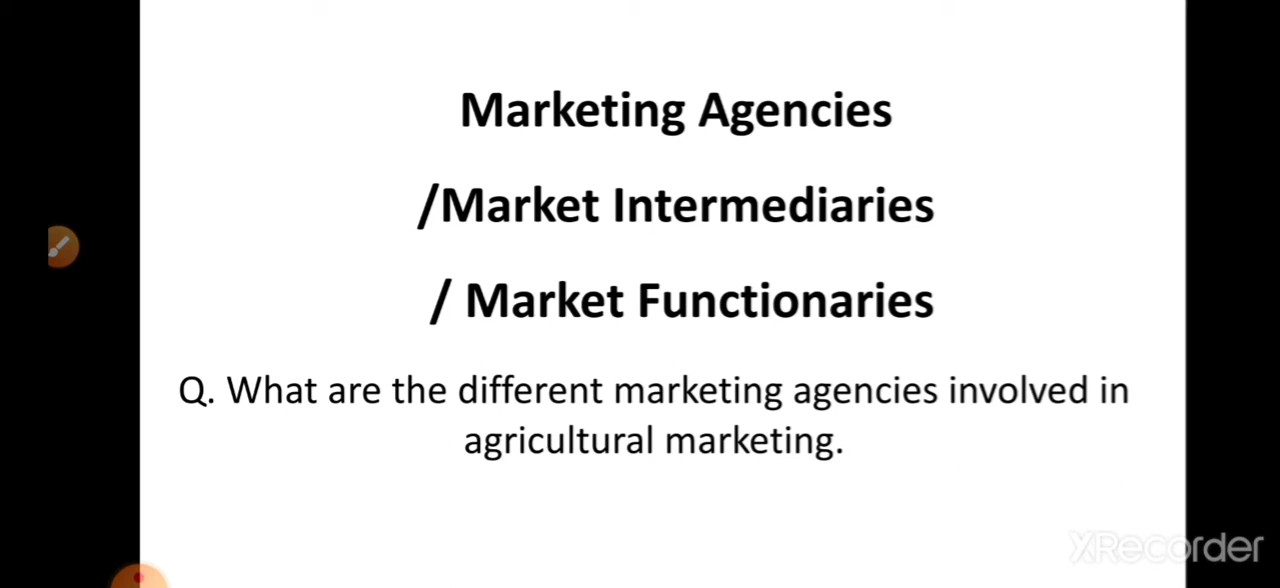 Marketing Agencies
/Market Intermediaries
/ Market Functionaries
Q. What are the different marketing agencies involved in
agricultural marketing.
XRecorder